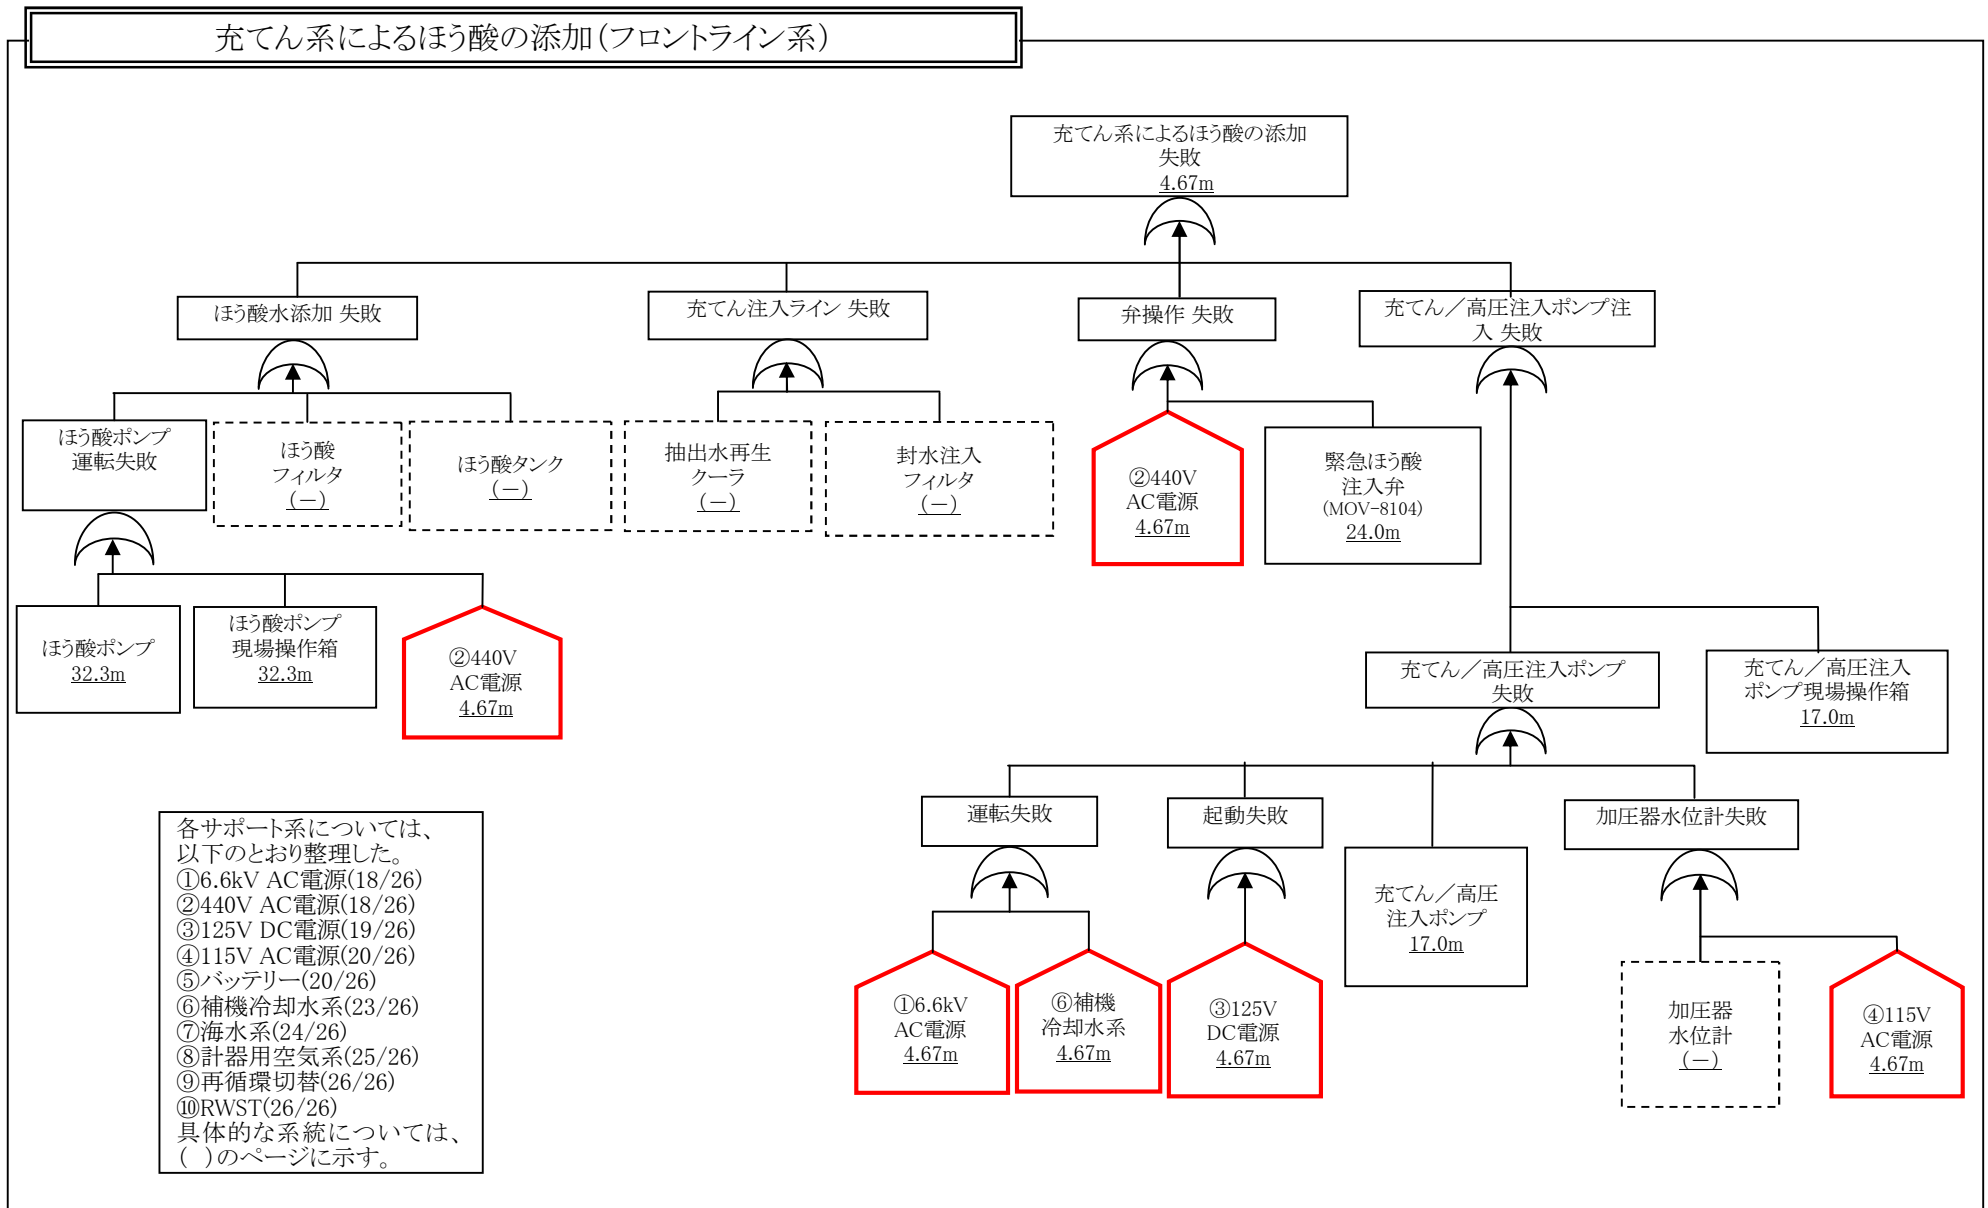 充てん系によるほう酸の添加(フロントライン系)
充てん系によるほう酸の添加
失敗
4.67m
ほう酸水添加 失敗
充てん注入ライン 失敗
弁操作 失敗
充てん／高圧注入ポンプ注
入 失敗
ほう酸ポンプ
運転失敗
ほう酸
フィルタ
(－)
ほう酸タンク
(－)
抽出水再生
クーラ
(－)
封水注入
フィルタ
(－)
②440V
AC電源
4.67m
緊急ほう酸
注入弁
(MOV-8104)
24.0m
ほう酸ポンプ
32.3m
ほう酸ポンプ
現場操作箱
32.3m
②440V
AC電源
4.67m
充てん／高圧注入ポンプ
失敗
充てん／高圧注入
ポンプ現場操作箱
17.0m
運転失敗
起動失敗
充てん／高圧
注入ポンプ
17.0m
加圧器水位計失敗
①6.6kV
AC電源
4.67m
⑥補機
冷却水系
4.67m
③125V
DC電源
4.67m
加圧器
水位計
(－)
④115V
AC電源
4.67m
各サポート系については、
以下のとおり整理した。
①6.6kV AC電源(18/26)
②440V AC電源(18/26)
③125V DC電源(19/26)
④115V AC電源(20/26)
⑤バッテリー(20/26)
⑥補機冷却水系(23/26)
⑦海水系(24/26)
⑧計器用空気系(25/26)
⑨再循環切替(26/26)
⑩RWST(26/26)
具体的な系統については、
( )のページに示す。